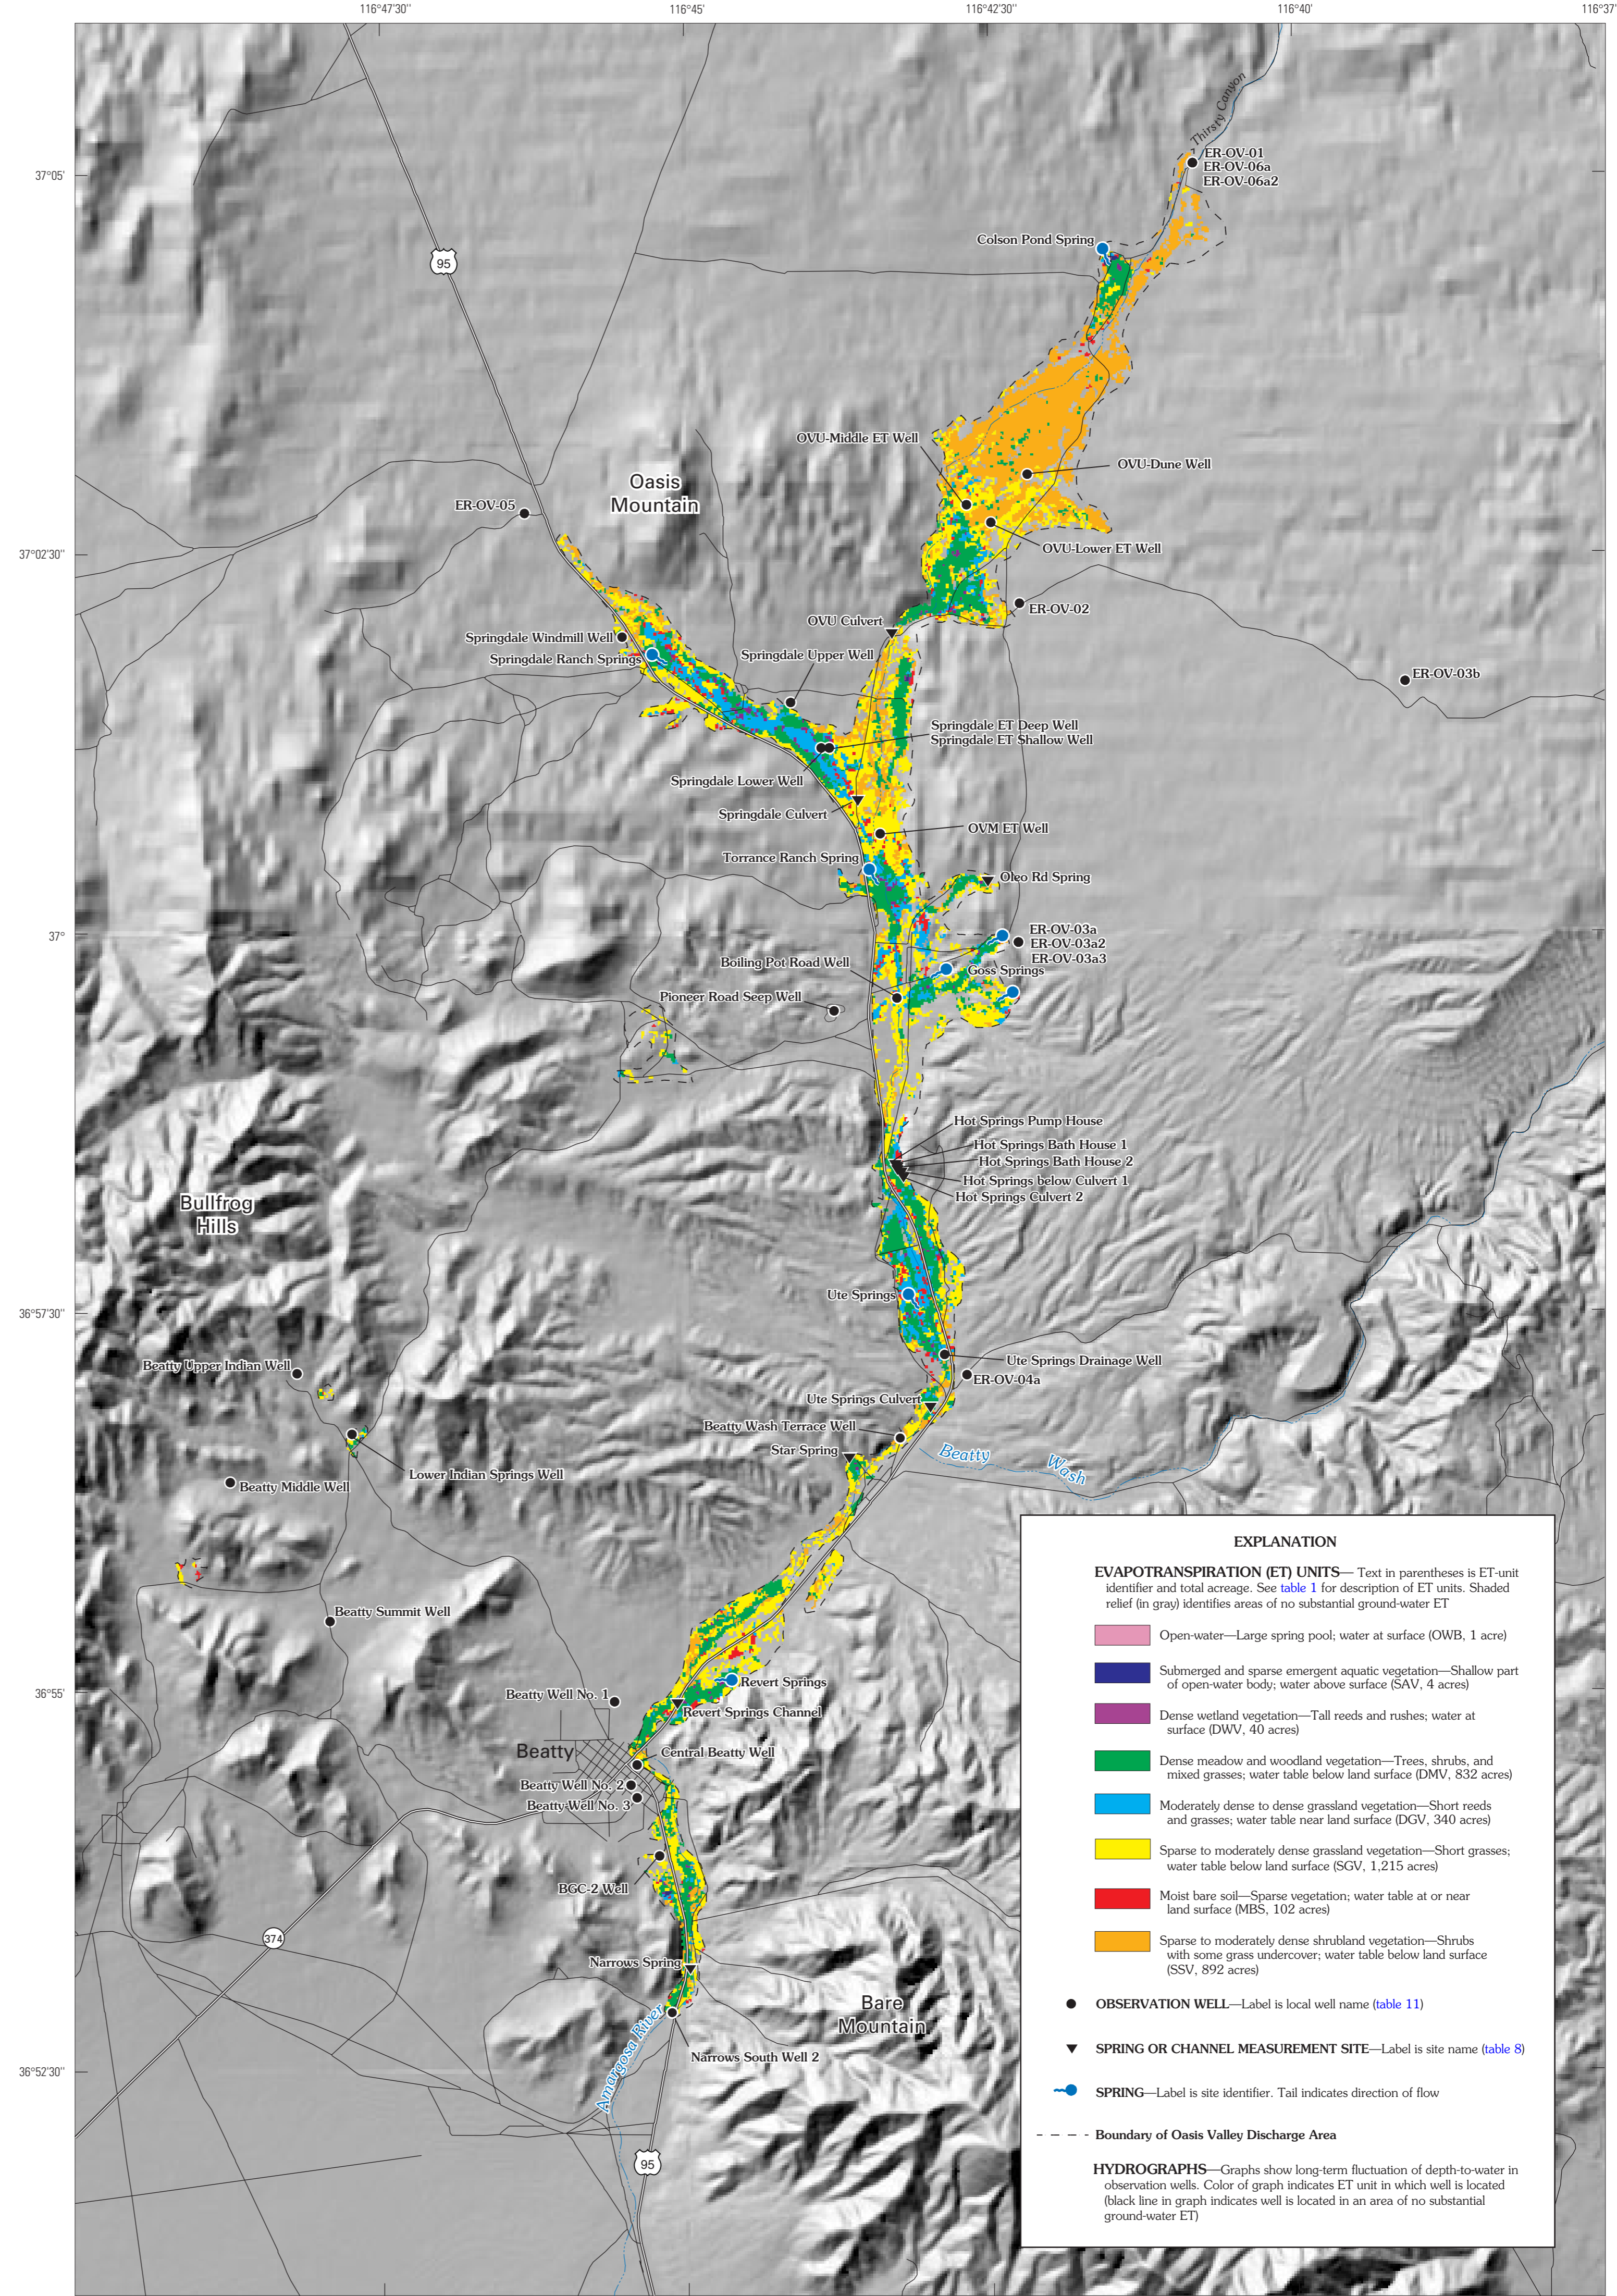 116°47'30"
116°45'
116°42'30"
116°40'
116°37'
Thirsty Canyon
37°05'
ER-OV-01
ER-OV-06a
ER-OV-06a2
Colson Pond Spring
95
OVU-Middle ET Well
OVU-Dune Well
Oasis
Mountain
ER-OV-05
37°02'30"
OVU-Lower ET Well
ER-OV-02
OVU Culvert
Springdale Windmill Well
Springdale Ranch Springs
Springdale Upper Well
ER-OV-03b
Springdale ET Deep Well
Springdale ET Shallow Well
Springdale Lower Well
Springdale Culvert
OVM ET Well
Torrance Ranch Spring
Oleo Rd Spring
37°
ER-OV-03a
ER-OV-03a2
ER-OV-03a3
Boiling Pot Road Well
Goss Springs
Pioneer Road Seep Well
Hot Springs Pump House
Hot Springs Bath House 1
Hot Springs Bath House 2
Hot Springs below Culvert 1
Hot Springs Culvert 2
Bullfrog
Hills
Ute Springs
36°57'30"
Ute Springs Drainage Well
Beatty Upper Indian Well
ER-OV-04a
Ute Springs Culvert
Beatty Wash Terrace Well
Star Spring
Beatty Wash
Lower Indian Springs Well
Beatty Middle Well
Beatty Summit Well
36°55'
Revert Springs
Beatty Well No. 1
Revert Springs Channel
Beatty
Central Beatty Well
Beatty Well No. 2
Beatty Well No. 3
BGC-2 Well
374
Narrows Spring
Bare
Mountain
Amargosa River
Narrows South Well 2
36°52'30"
95
EXPLANATION
EVAPOTRANSPIRATION (ET) UNITS— Text in parentheses is ET-unit
identifier and total acreage. See table 1 for description of ET units. Shaded
relief (in gray) identifies areas of no substantial ground-water ET
Open-water—Large spring pool; water at surface (OWB, 1 acre)
Submerged and sparse emergent aquatic vegetation—Shallow part
of open-water body; water above surface (SAV, 4 acres)
Dense wetland vegetation—Tall reeds and rushes; water at
surface (DWV, 40 acres)
Dense meadow and woodland vegetation—Trees, shrubs, and
mixed grasses; water table below land surface (DMV, 832 acres)
Moderately dense to dense grassland vegetation—Short reeds
and grasses; water table near land surface (DGV, 340 acres)
Sparse to moderately dense grassland vegetation—Short grasses;
water table below land surface (SGV, 1,215 acres)
Moist bare soil—Sparse vegetation; water table at or near
land surface (MBS, 102 acres)
Sparse to moderately dense shrubland vegetation—Shrubs
with some grass undercover; water table below land surface
(SSV, 892 acres)
OBSERVATION WELL—Label is local well name (table 11)
SPRING OR CHANNEL MEASUREMENT SITE—Label is site name (table 8)
SPRING—Label is site identifier. Tail indicates direction of flow
Boundary of Oasis Valley Discharge Area
HYDROGRAPHS—Graphs show long-term fluctuation of depth-to-water in
observation wells. Color of graph indicates ET unit in which well is located
(black line in graph indicates well is located in an area of no substantial
ground-water ET)